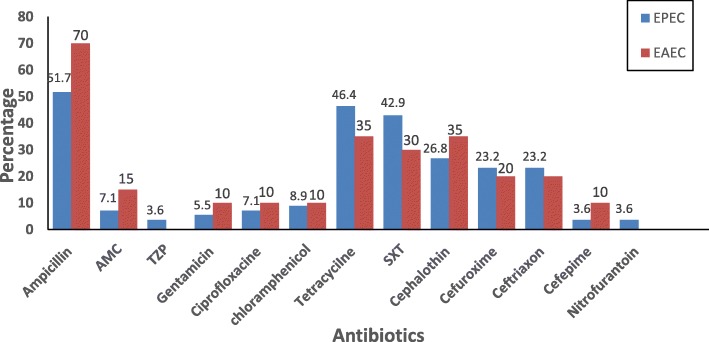 80
70
60
50
40
30
20
10
0
Percentage
EPEC
EAEC
51.7
70
7.1
15
3.6
5.5
10
7.1
10
8.9
10
46.4
35
42.9
30
26.8
35
23.2
20
23.2
3.6
10
3.6
Ampicillin
AMC
TZP
Gentamicin
Ciprofloxacine
chloramphenicol
Tetracycilne
SXT
Cephalothin
Cefuroxime
Ceftriaxon
Cefepime
Nitrofurantoin
Antibiotics